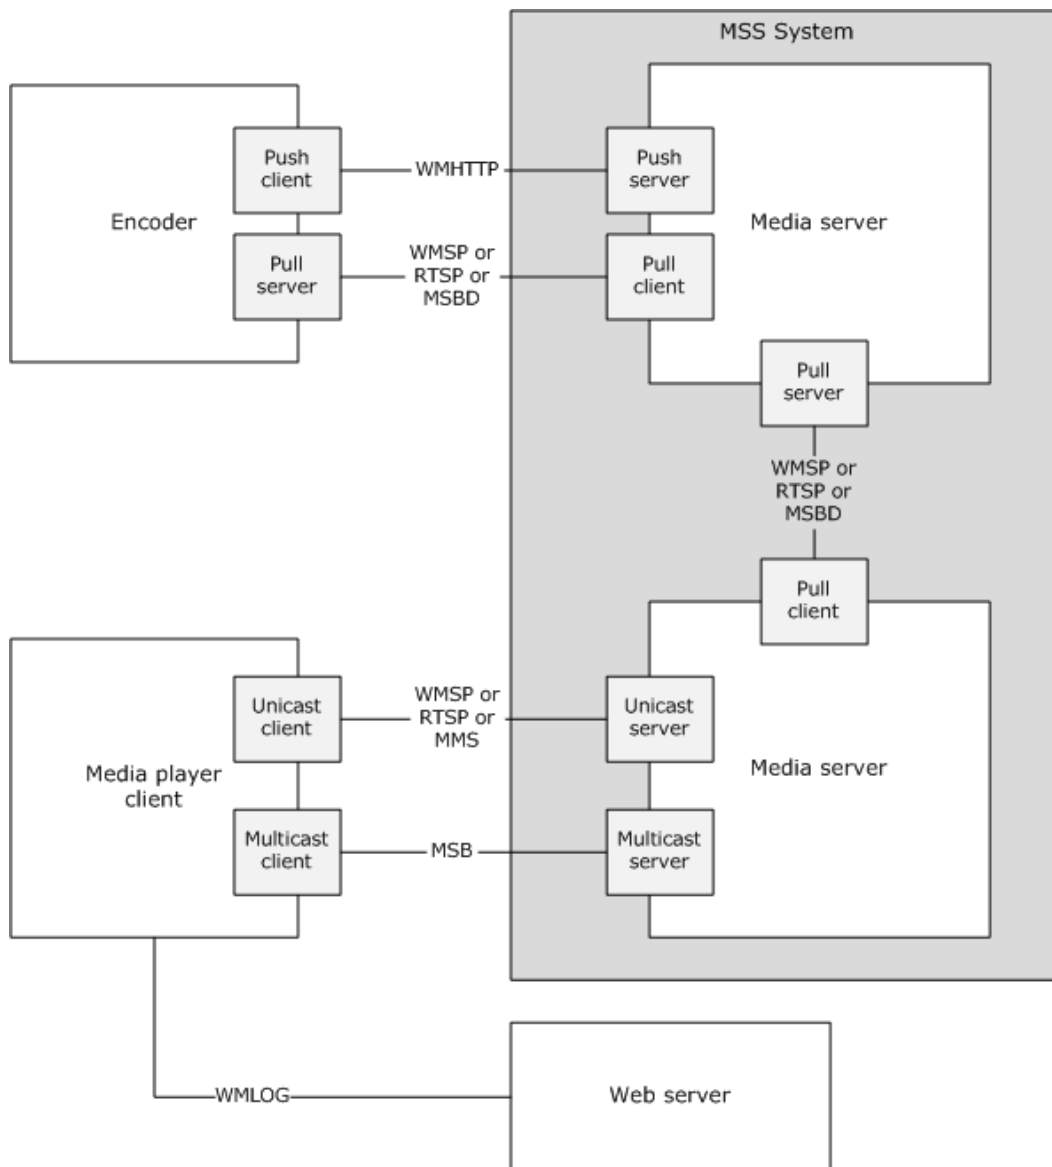 MSS System
Push
client
WMHTTP
Push
server
Encoder
Media server
Pull
server
WMSP or
RTSP or
MSBD
Pull
client
Pull
server
WMSP or
RTSP or
MSBD
Pull
client
Unicast
client
WMSP or
RTSP or
MMS
Unicast
server
Media player
client
Media server
Multicast
client
MSB
Multicast
server
WMLOG
Web server